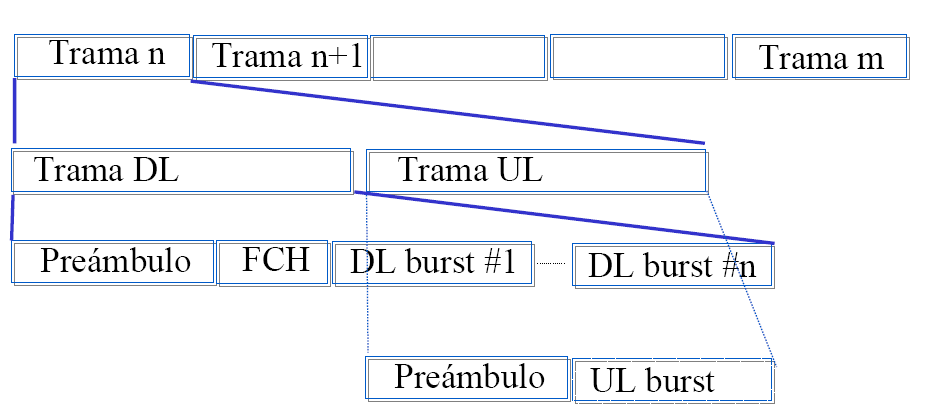 Trama n Trama n+1 Trama m
Trama DL Trama UL
Preámbulo FCH DL burst #1 DL burst #n
Preámbulo UL burst